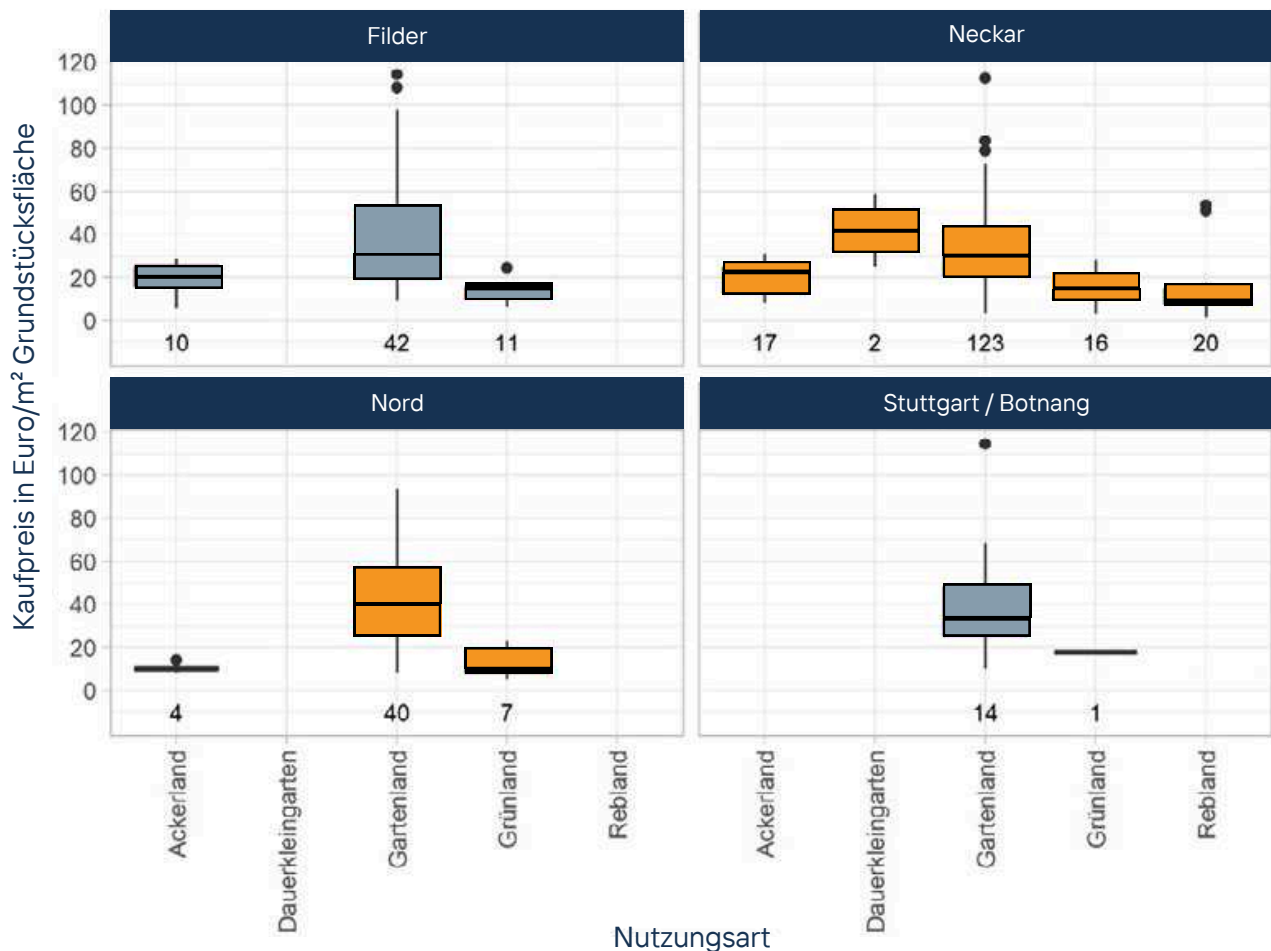 Kaufpreis in Euro/m² Grundstücksfläche
Filder
120
100
80
60
40
20
0
10
42
11
Neckar
17
2
123
16
20
Nord
120
100
80
60
40
20
0
4
40
7
Stuttgart / Botnang
14
1
Ackerland
Dauerkleingarten
Gartenland
Grünland
Rebland
Ackerland
Dauerkleingarten
Gartenland
Grünland
Rebland
Nutzungsart